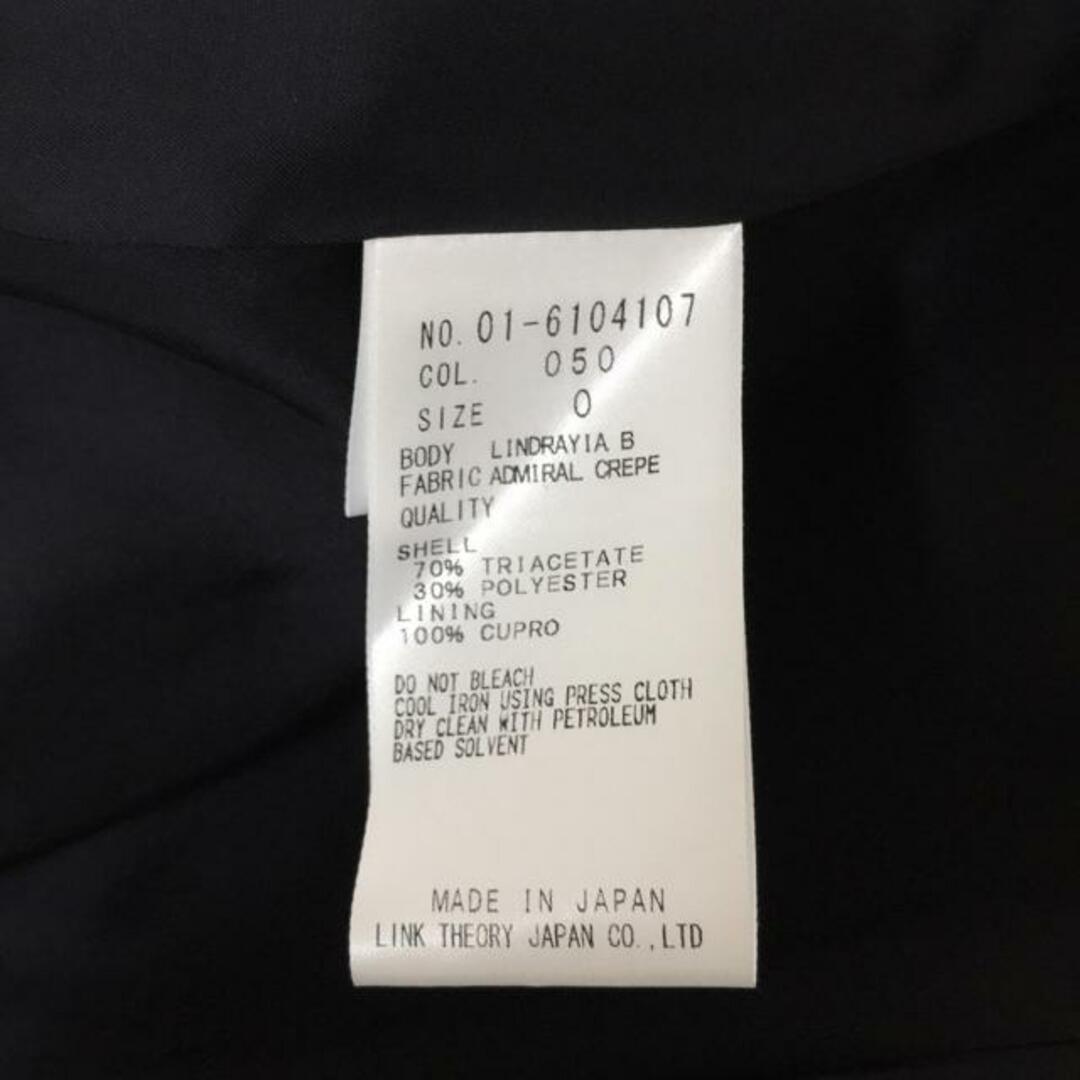 NO. 01-6104107
COL. 050
SIZE 0
BODY LINDRAYIA B
FABRIC ADMIRAL CREPE
QUALITY
SHELL
70% TRIACETATE
30% POLYESTER
LINING
100% CUPRO
DO NOT BLEACH
COOL IRON USING PRESS CLOTH
DRY CLEAN WITH PETROLEUM
BASED SOLVENT
MADE IN JAPAN
LINK THEORY JAPAN CO.,LTD